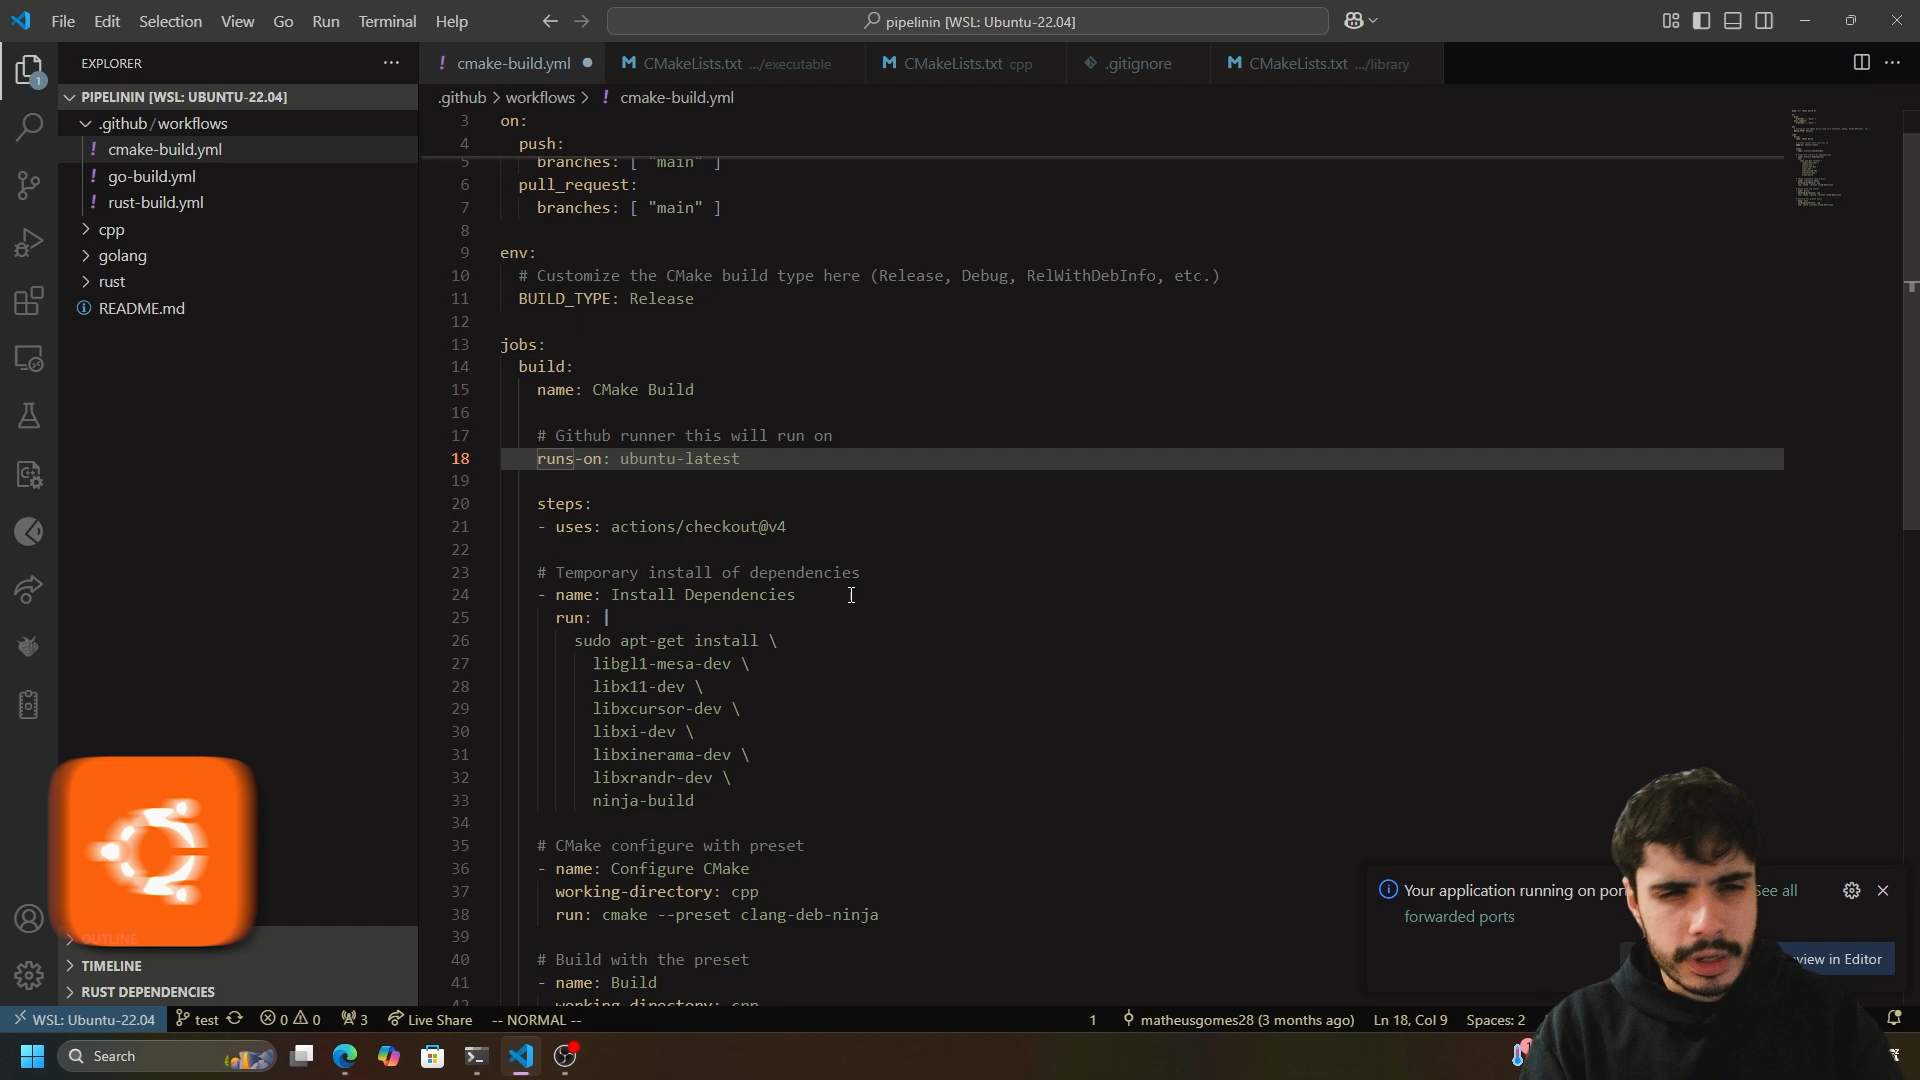 File Edit Selection View Go Run Terminal Help
pipelinin [WSL: Ubuntu-22.04]
EXPLORER
1
PIPELININ [WSL: UBUNTU-22.04]
.github / workflows
! cmake-build.yml
! go-build.yml
! rust-build.yml
cpp
golang
rust
README.md
OUTLINE
TIMELINE
RUST DEPENDENCIES
! cmake-build.yml
M CMakeLists.txt .../executable
M CMakeLists.txt cpp
.gitignore
M CMakeLists.txt .../library
.github > workflows > ! cmake-build.yml
3 on:
4 push:
5 branches: [ "main" ]
6 pull_request:
7 branches: [ "main" ]
8
9 env:
10 # Customize the CMake build type here (Release, Debug, RelWithDebInfo, etc.)
11 BUILD_TYPE: Release
12
13 jobs:
14 build:
15 name: CMake Build
16
17 # Github runner this will run on
18 runs-on: ubuntu-latest
19
20 steps:
21 - uses: actions/checkout@v4
22
23 # Temporary install of dependencies
24 - name: Install Dependencies
25 run: |
26 sudo apt-get install \
27 libgl1-mesa-dev \
28 libx11-dev \
29 libxcursor-dev \
30 libxi-dev \
31 libxinerama-dev \
32 libxrandr-dev \
33 ninja-build
34
35 # CMake configure with preset
36 - name: Configure CMake
37 working-directory: cpp
38 run: cmake --preset clang-deb-ninja
39
40 # Build with the preset
41 - name: Build
42 working-directory: cpp
Your application running on See all
forwarded ports
in Editor
WSL: Ubuntu-22.04 test 0 0 3 Live Share -- NORMAL -- 1 matheusgomes28 (3 months ago) Ln 18, Col 9 Spaces: 2
Search